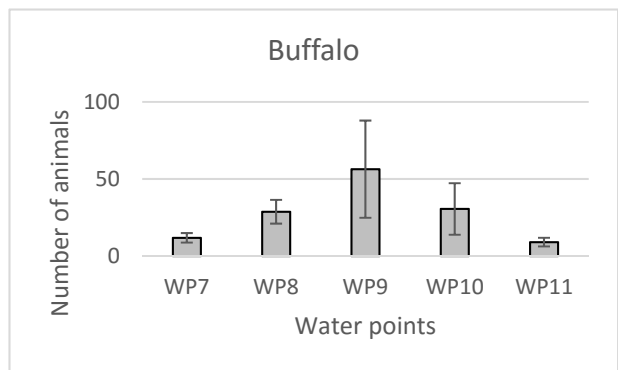 Buffalo
Number of animals
100
50
0
WP7 WP8 WP9 WP10 WP11
Water points